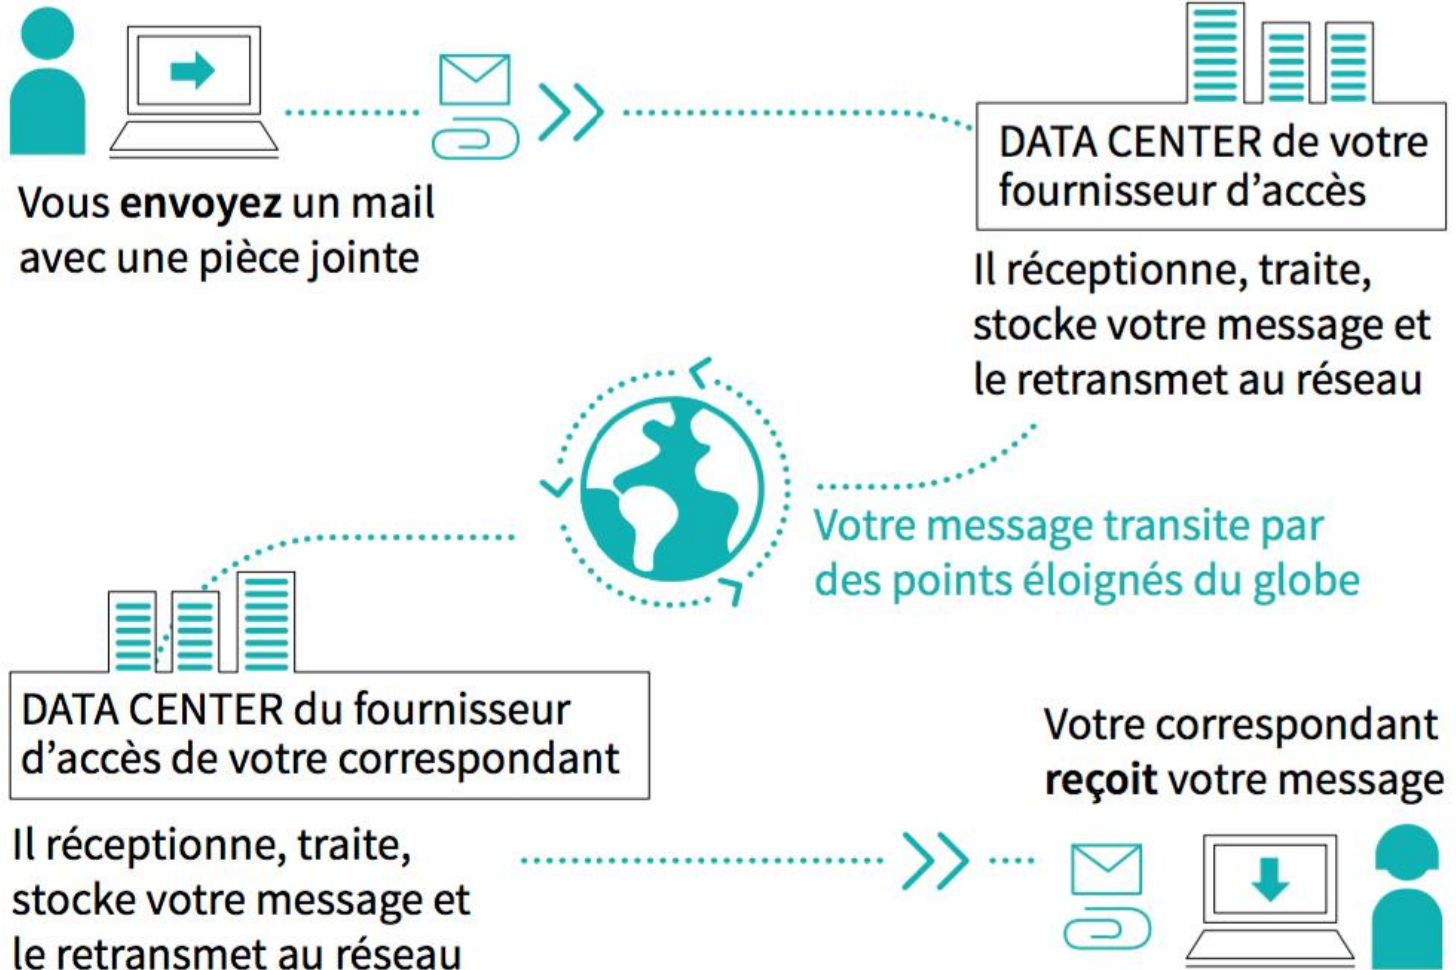 Vous envoyez un mail
avec une pièce jointe
DATA CENTER de votre
fournisseur d’accès
Il réceptionne, traite,
stocke votre message et
le retransmet au réseau
Votre message transite par
des points éloignés du globe
DATA CENTER du fournisseur
d’accès de votre correspondant
Il réceptionne, traite,
stocke votre message et
le retransmet au réseau
Votre correspondant
reçoit votre message